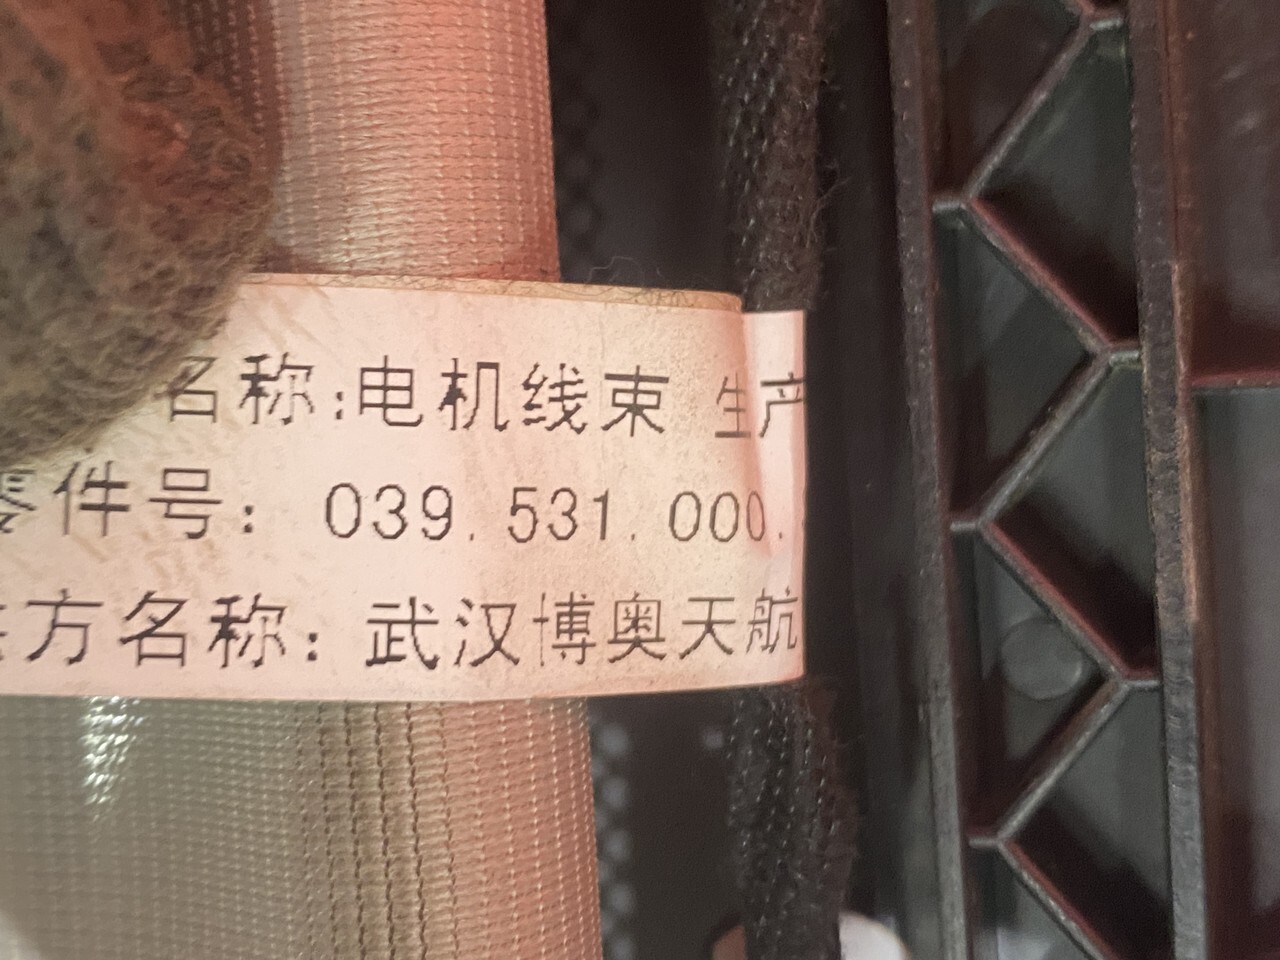 名称:电机线束 生产
零件号: 039.531.000.
方名称: 武汉博奥天航